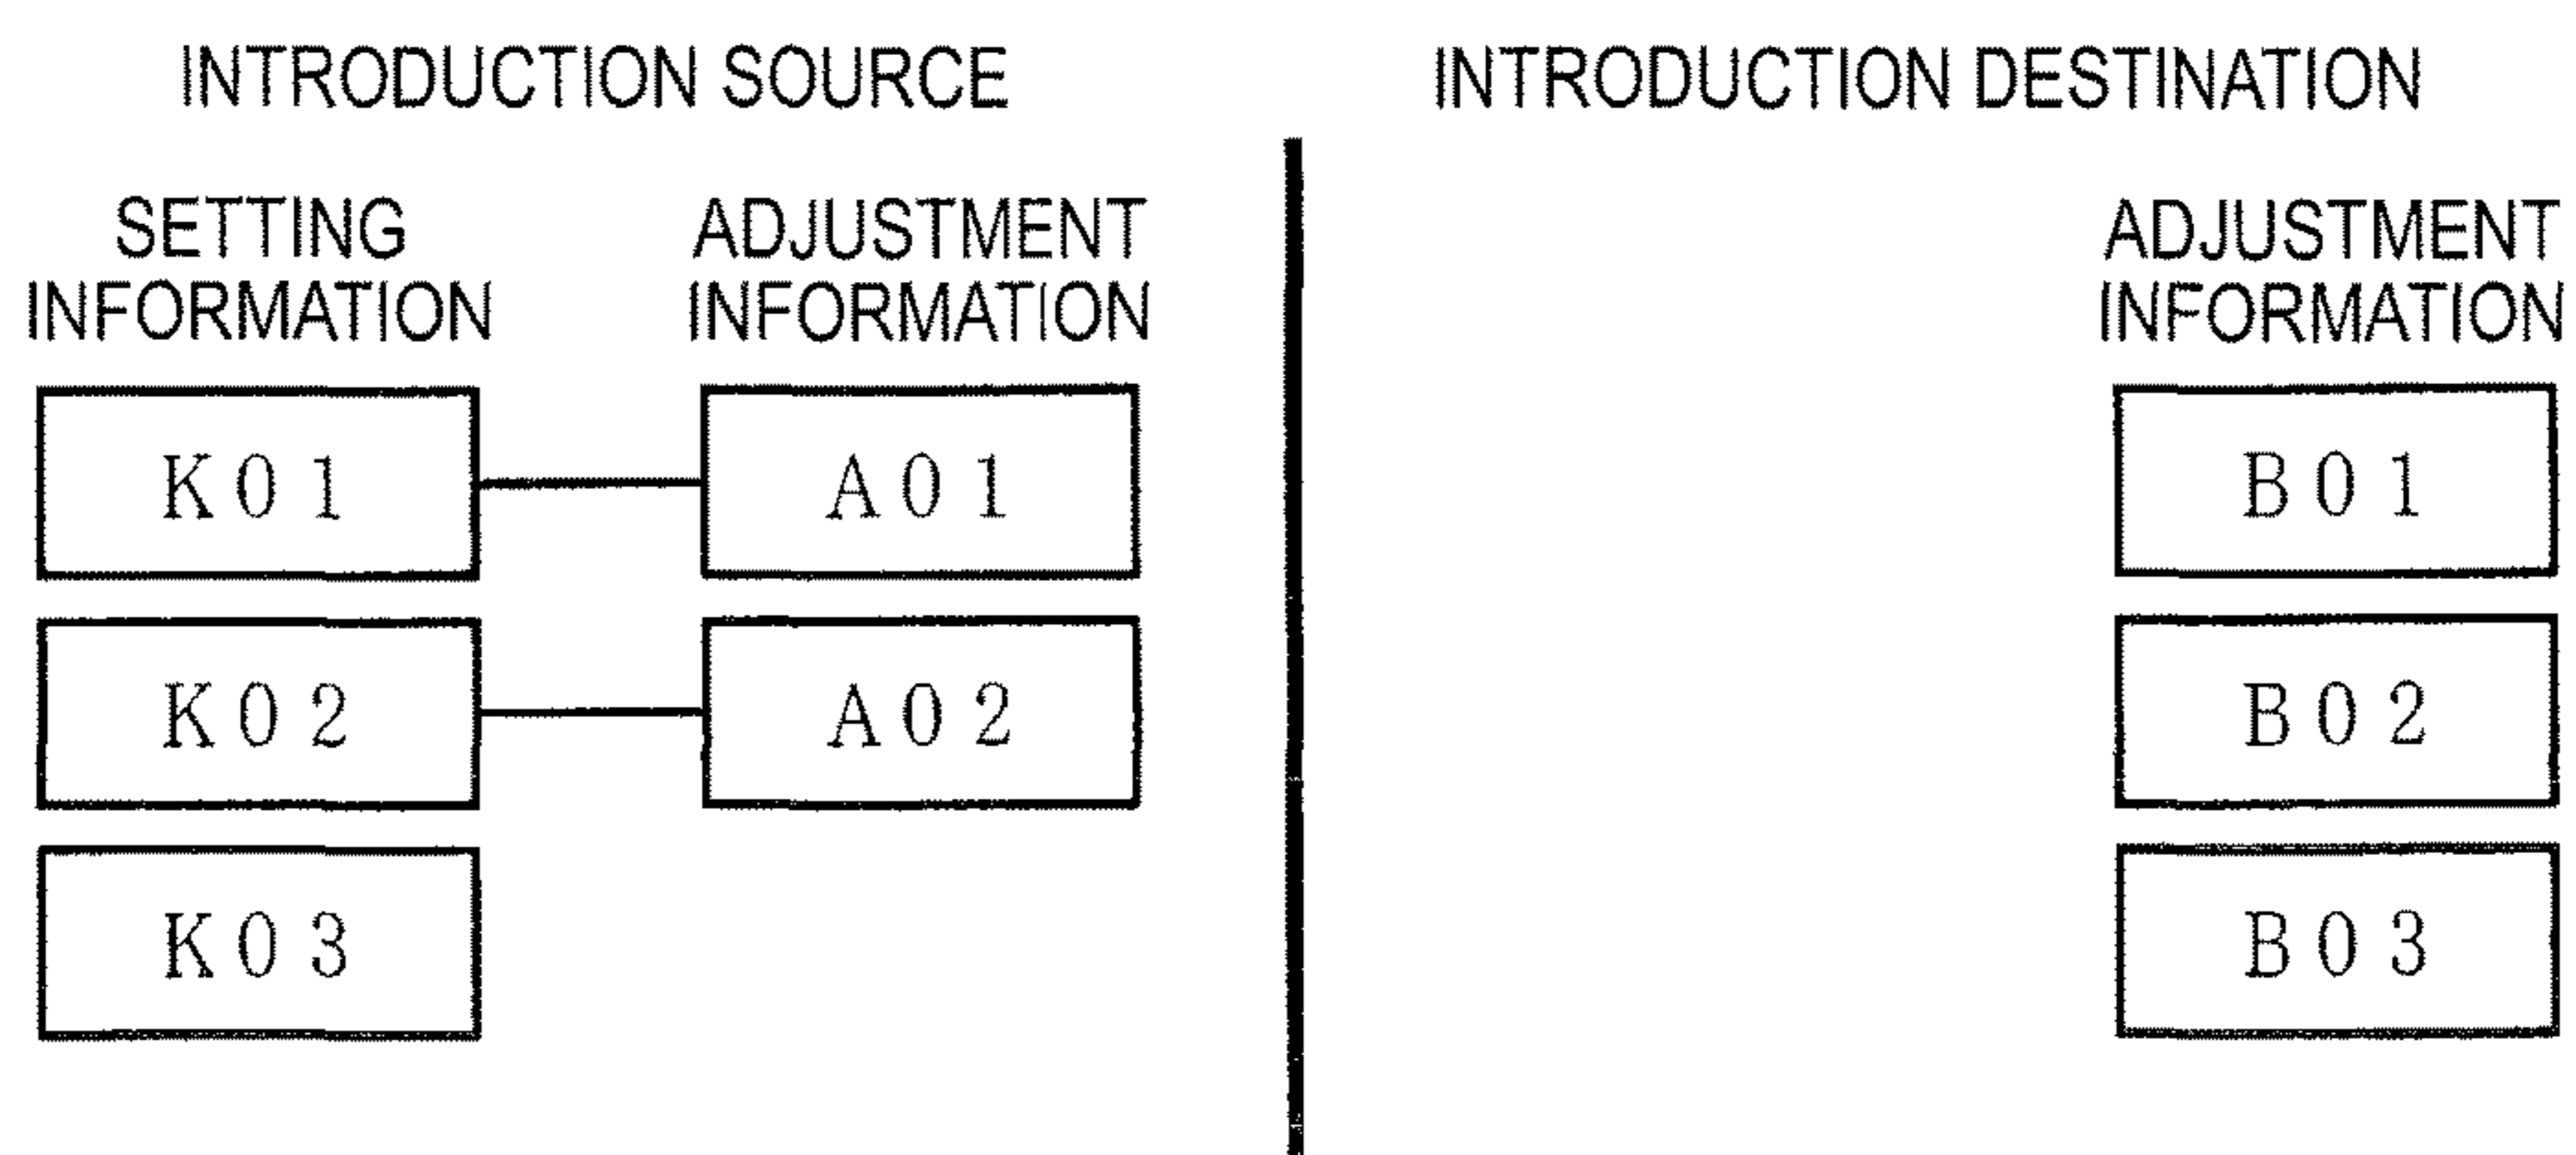 INTRODUCTION SOURCE
SETTING
INFORMATION
ADJUSTMENT
INFORMATION
K01
A01
K02
A02
K03
INTRODUCTION DESTINATION
ADJUSTMENT
INFORMATION
B01
B02
B03